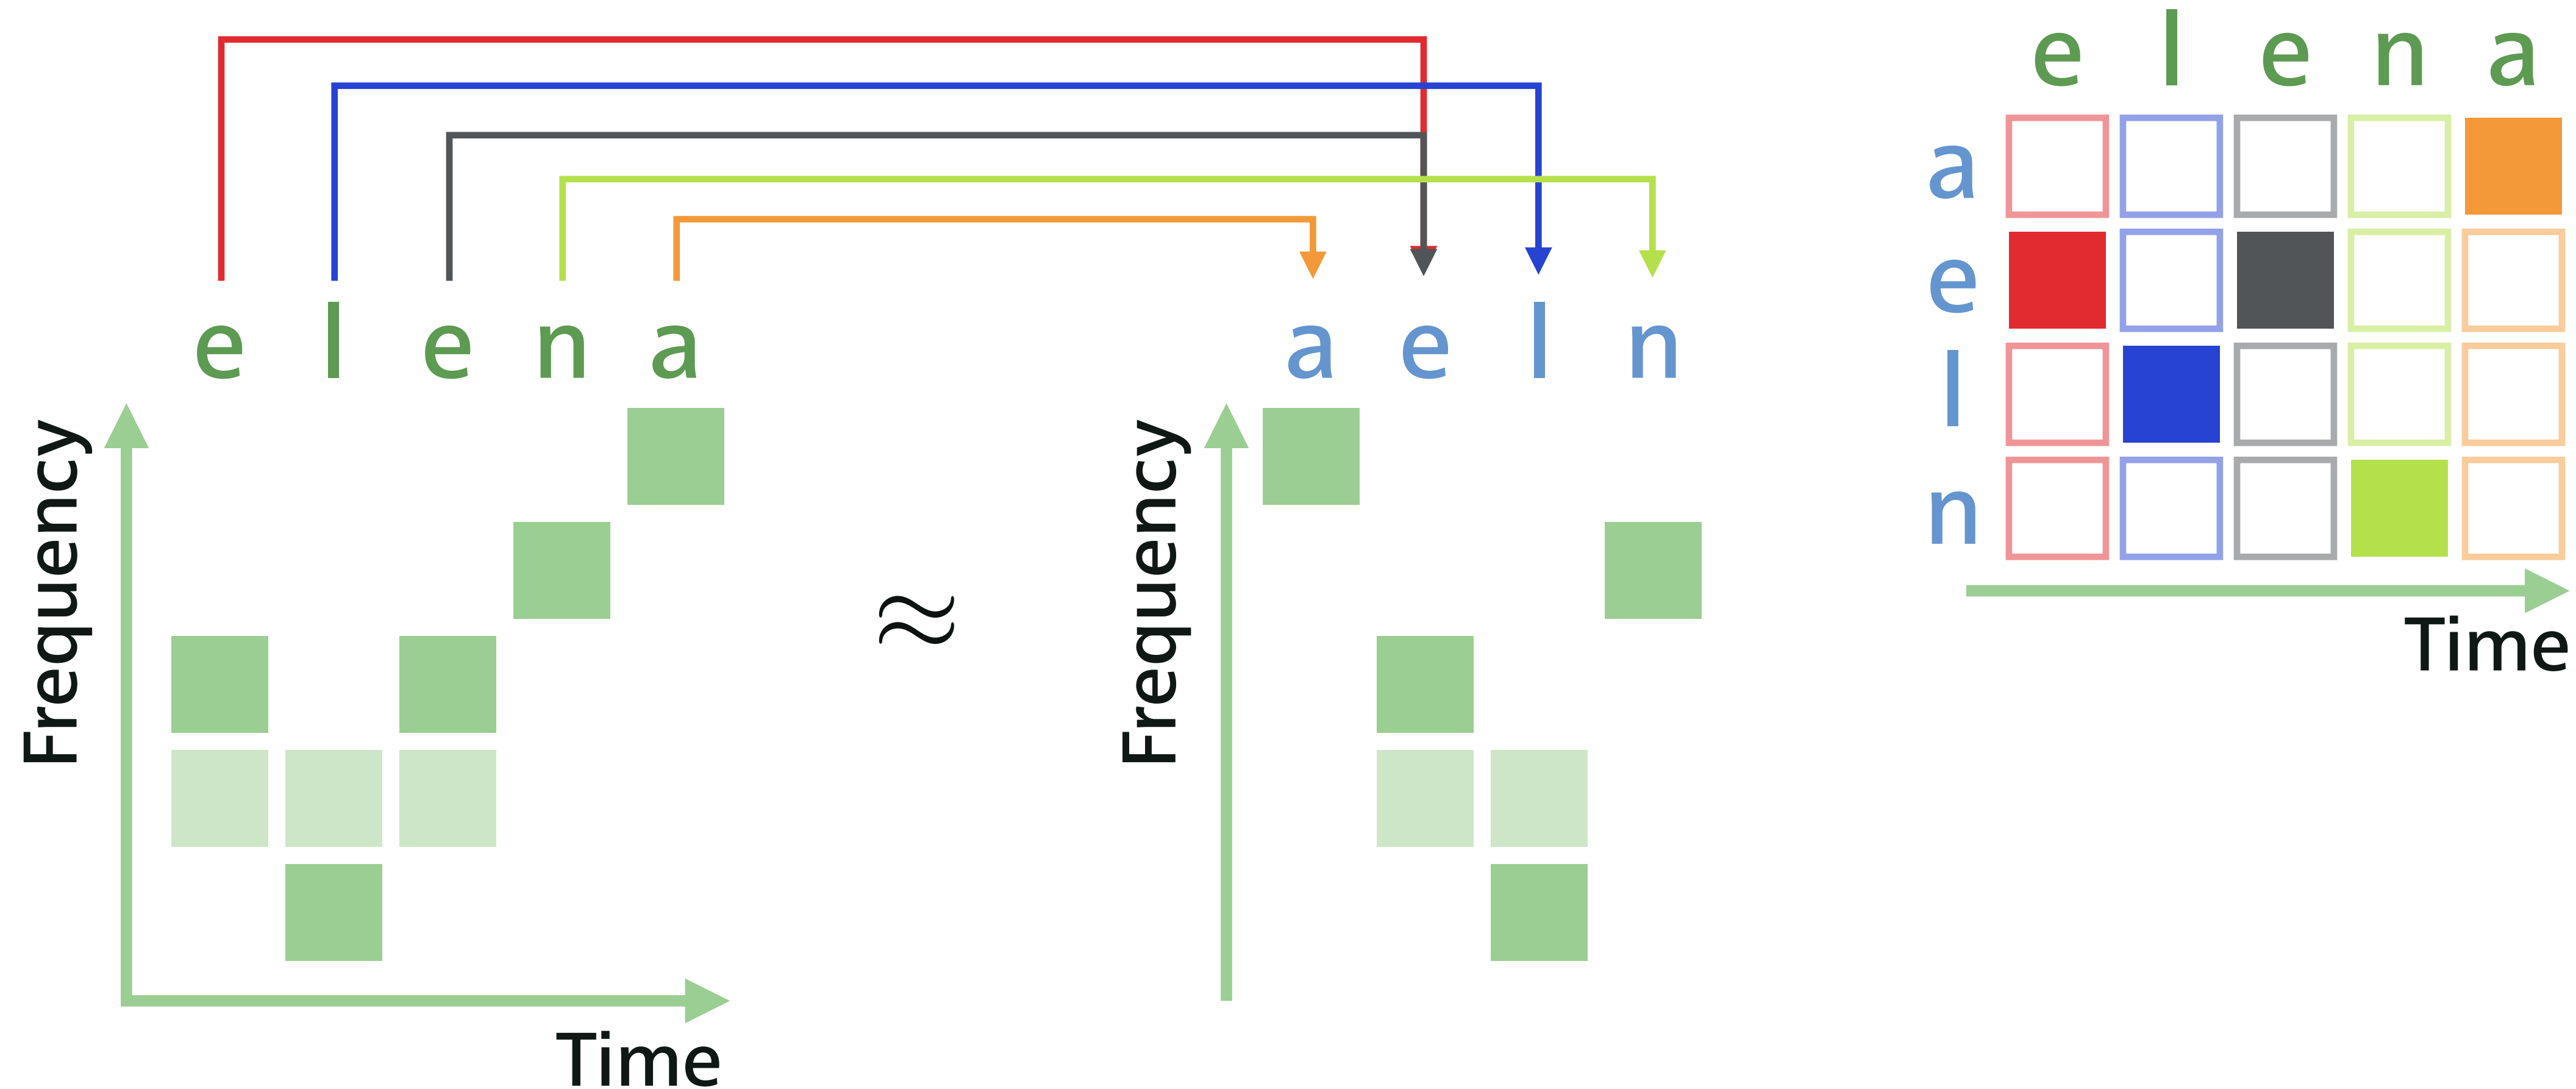 e l e n a
a
e
l
n
Time
e l e n a
a e l n
Frequency
≈
Frequency
Time